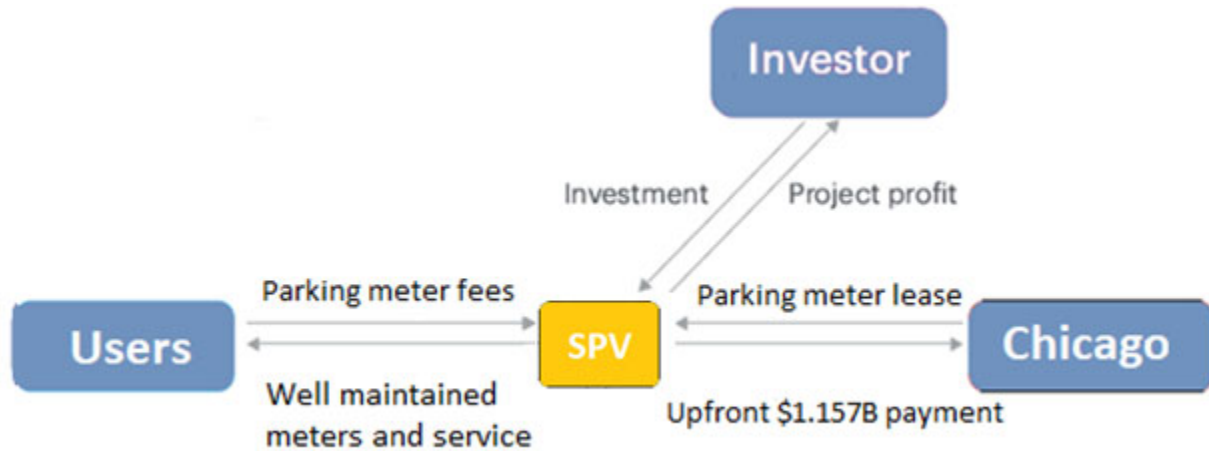 Investor
Investment
Project profit
Parking meter fees
Parking meter lease
Users
SPV
Chicago
Well maintained
meters and service
Upfront $1.157B payment